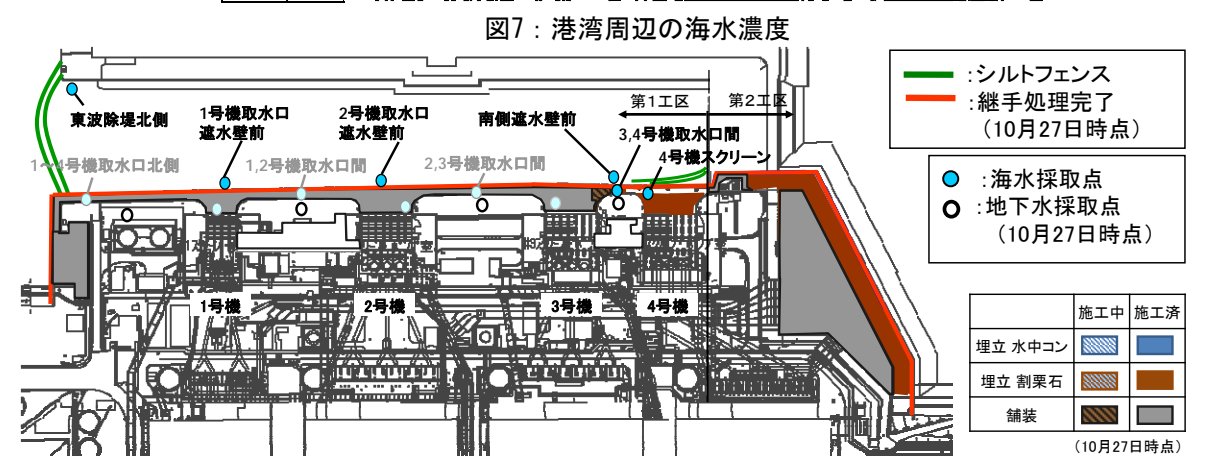 図7：港湾周辺の海水濃度
：シルトフェンス
：継手処理完了
（10月27日時点）
：海水採取点
：地下水採取点
（10月27日時点）
第1工区
第2工区
東波除堤北側
1号機取水口
遮水壁前
2号機取水口
遮水壁前
南側遮水壁前
3,4号機取水口間
4号機スクリーン
1～4号機取水口北側
1,2号機取水口間
2,3号機取水口間
1号機
2号機
3号機
4号機
施工中 施工済
埋立 水中コン
埋立 割栗石
舗装
（10月27日時点）